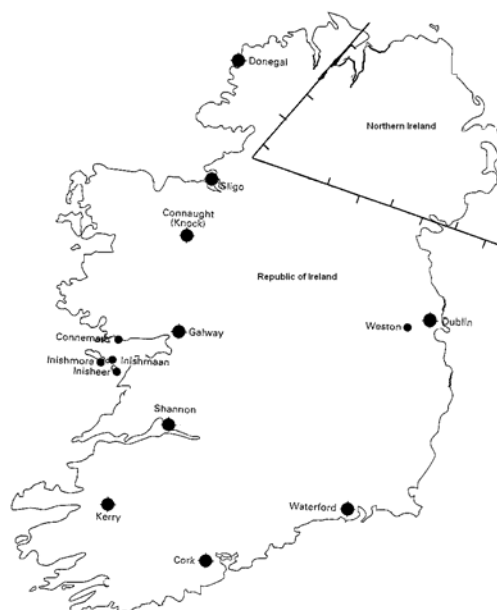 Donegal
Northern Ireland
Sligo
Connaught
(Knock)
Republic of Ireland
Galway
Connemara
Weston
Dublin
Inishmore
Inishmaan
Inisheer
Shannon
Kerry
Waterford
Cork